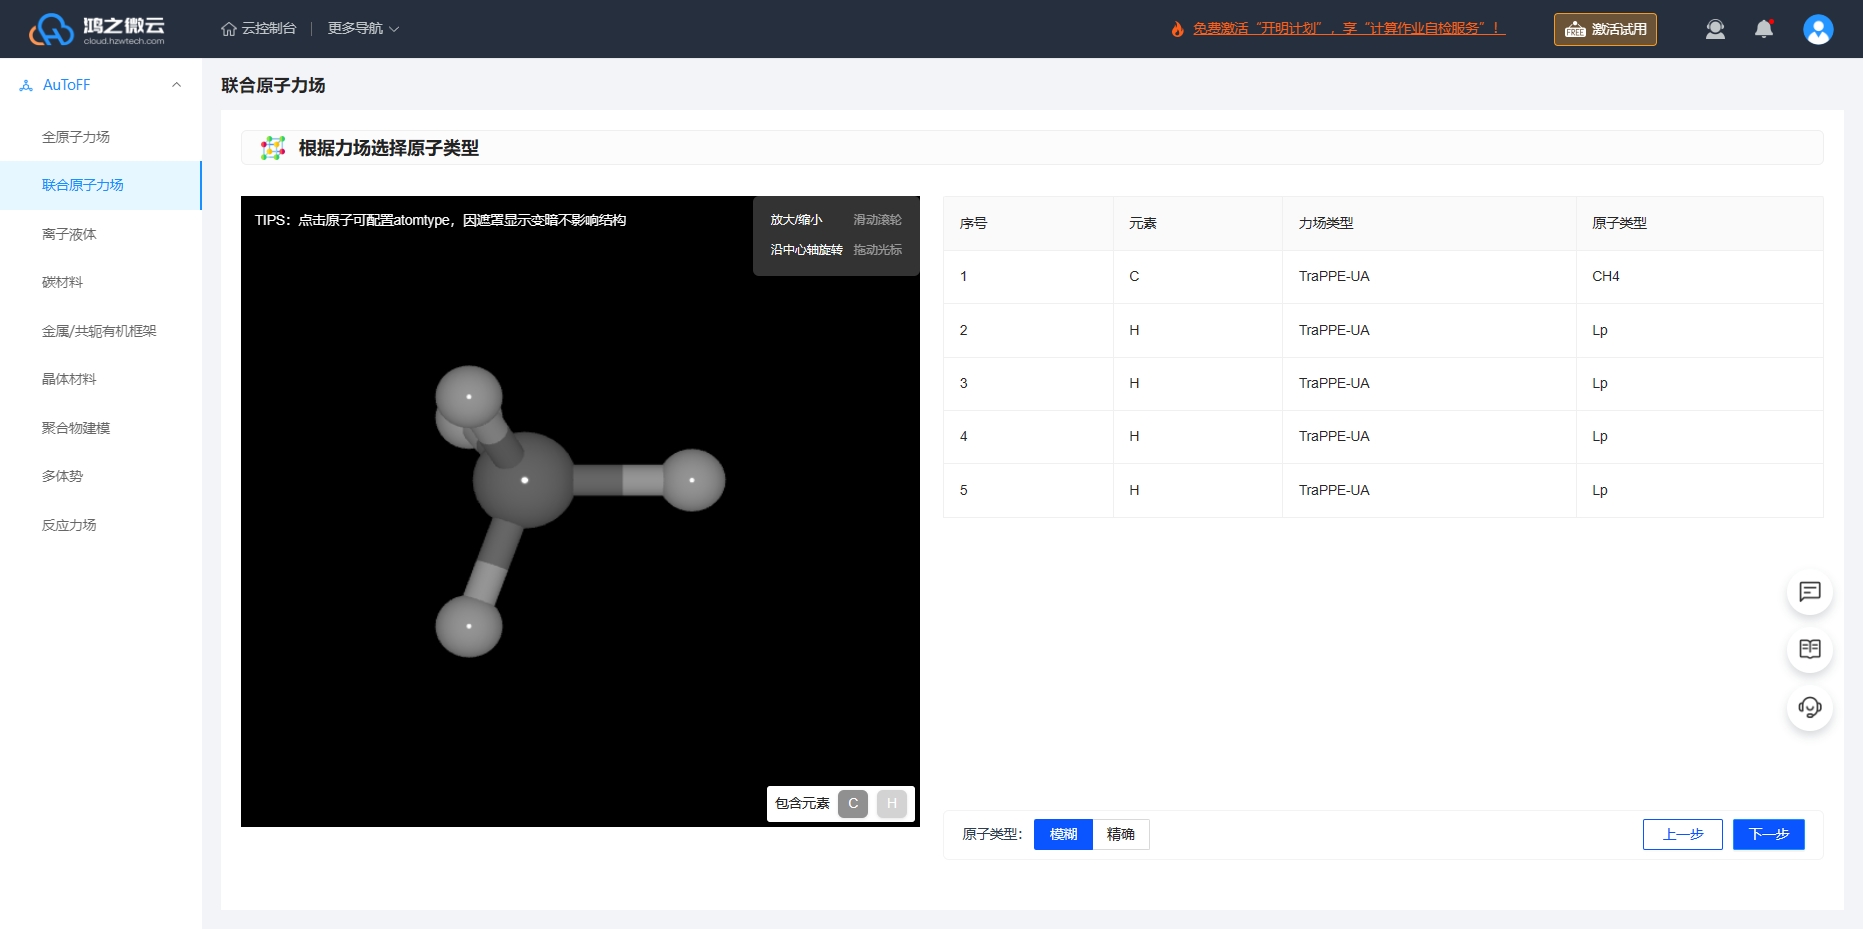 鸿之微云
cloud.hzwtech.com
云控制台
更多导航
免费激活“开明计划”，享“计算作业自检服务”！
FREE 激活试用
AuToFF
全原子力场
联合原子力场
离子液体
碳材料
金属/共轭有机框架
晶体材料
聚合物建模
多体势
反应力场
联合原子力场
根据力场选择原子类型
TIPS：点击原子可配置atomtype，因遮罩显示变暗不影响结构
放大/缩小 滑动滚轮
沿中心轴旋转 拖动光标
包含元素 C H
序号 元素 力场类型 原子类型
1 C TraPPE-UA CH4
2 H TraPPE-UA Lp
3 H TraPPE-UA Lp
4 H TraPPE-UA Lp
5 H TraPPE-UA Lp
原子类型： 模糊 精确
上一步 下一步